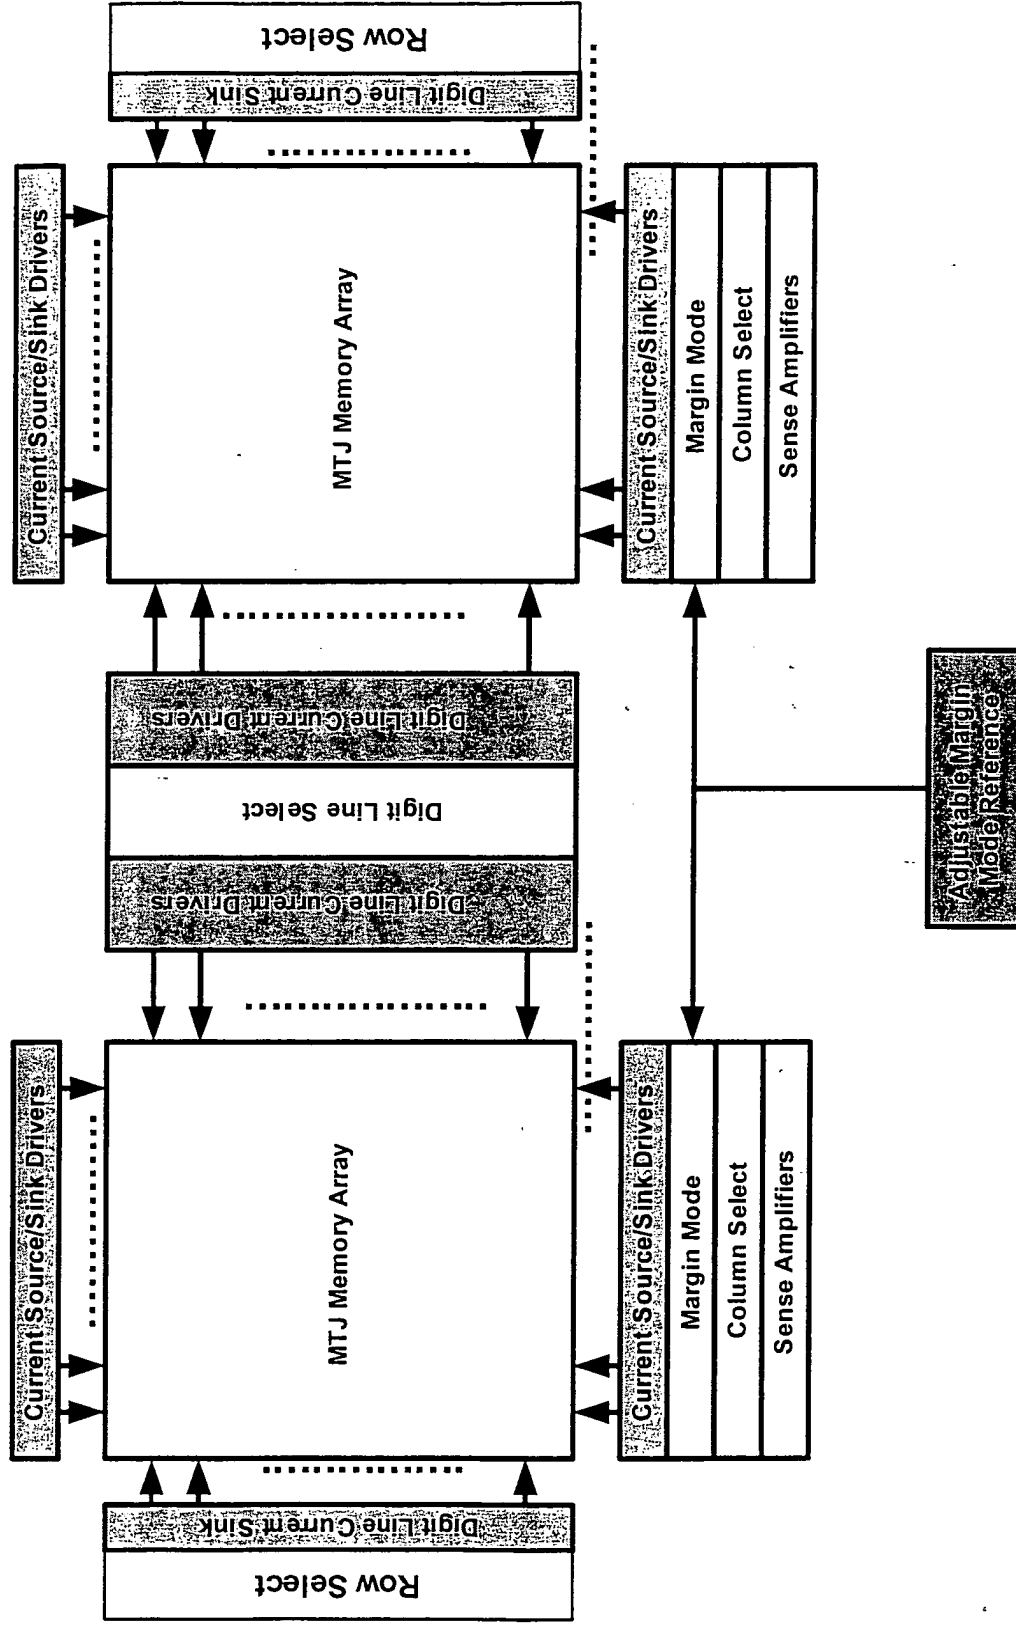 Row Select
Digit Line Current Sink
Current Source/Sink Drivers
MTJ Memory Array
Current Source/Sink Drivers
Margin Mode
Column Select
Sense Amplifiers
Digit Line Current Drivers
Digit Line Select
Digit Line Current Drivers
Current Source/Sink Drivers
MTJ Memory Array
Current Source/Sink Drivers
Margin Mode
Column Select
Sense Amplifiers
Digit Line Current Sink
Row Select
Adjustable Margin
Mode Reference